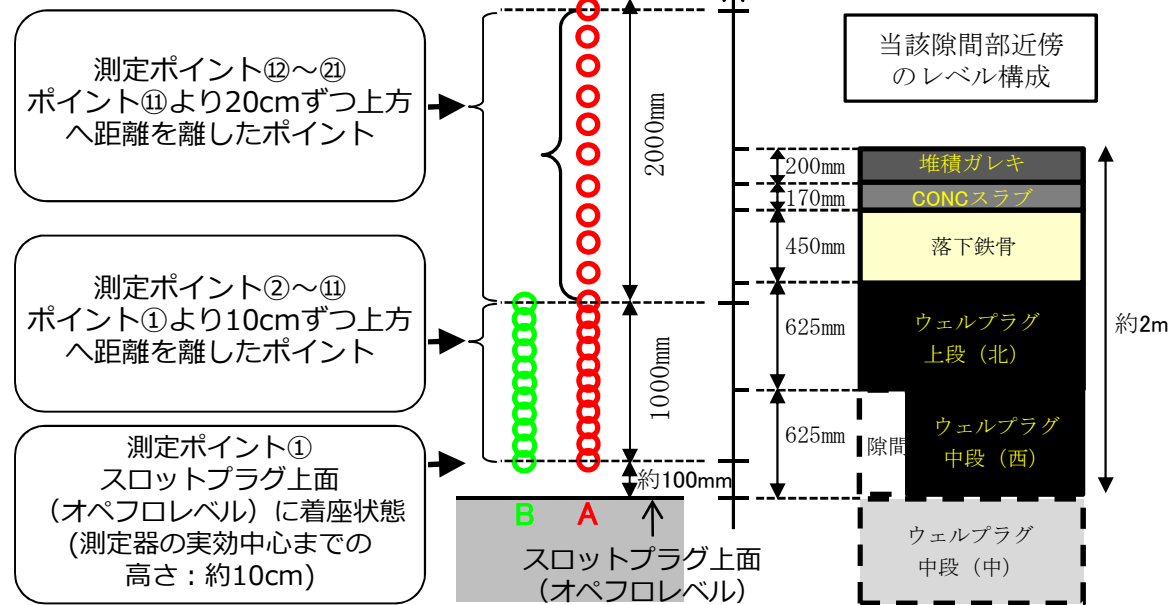 測定ポイント⑫～㉑
ポイント⑪より20cmずつ上方
へ距離を離したポイント
測定ポイント②～⑪
ポイント①より10cmずつ上方
へ距離を離したポイント
測定ポイント①
スロットプラグ上面
（オペフロレベル）に着座状態
(測定器の実効中心までの
高さ：約10cm)
2000mm
1000mm
約100mm
B
A
スロットプラグ上面
（オペフロレベル）
当該隙間部近傍
のレベル構成
200mm
堆積ガレキ
170mm
CONCスラブ
450mm
落下鉄骨
625mm
ウェルプラグ
上段（北）
約2m
625mm
隙間
ウェルプラグ
中段（西）
ウェルプラグ
中段（中）